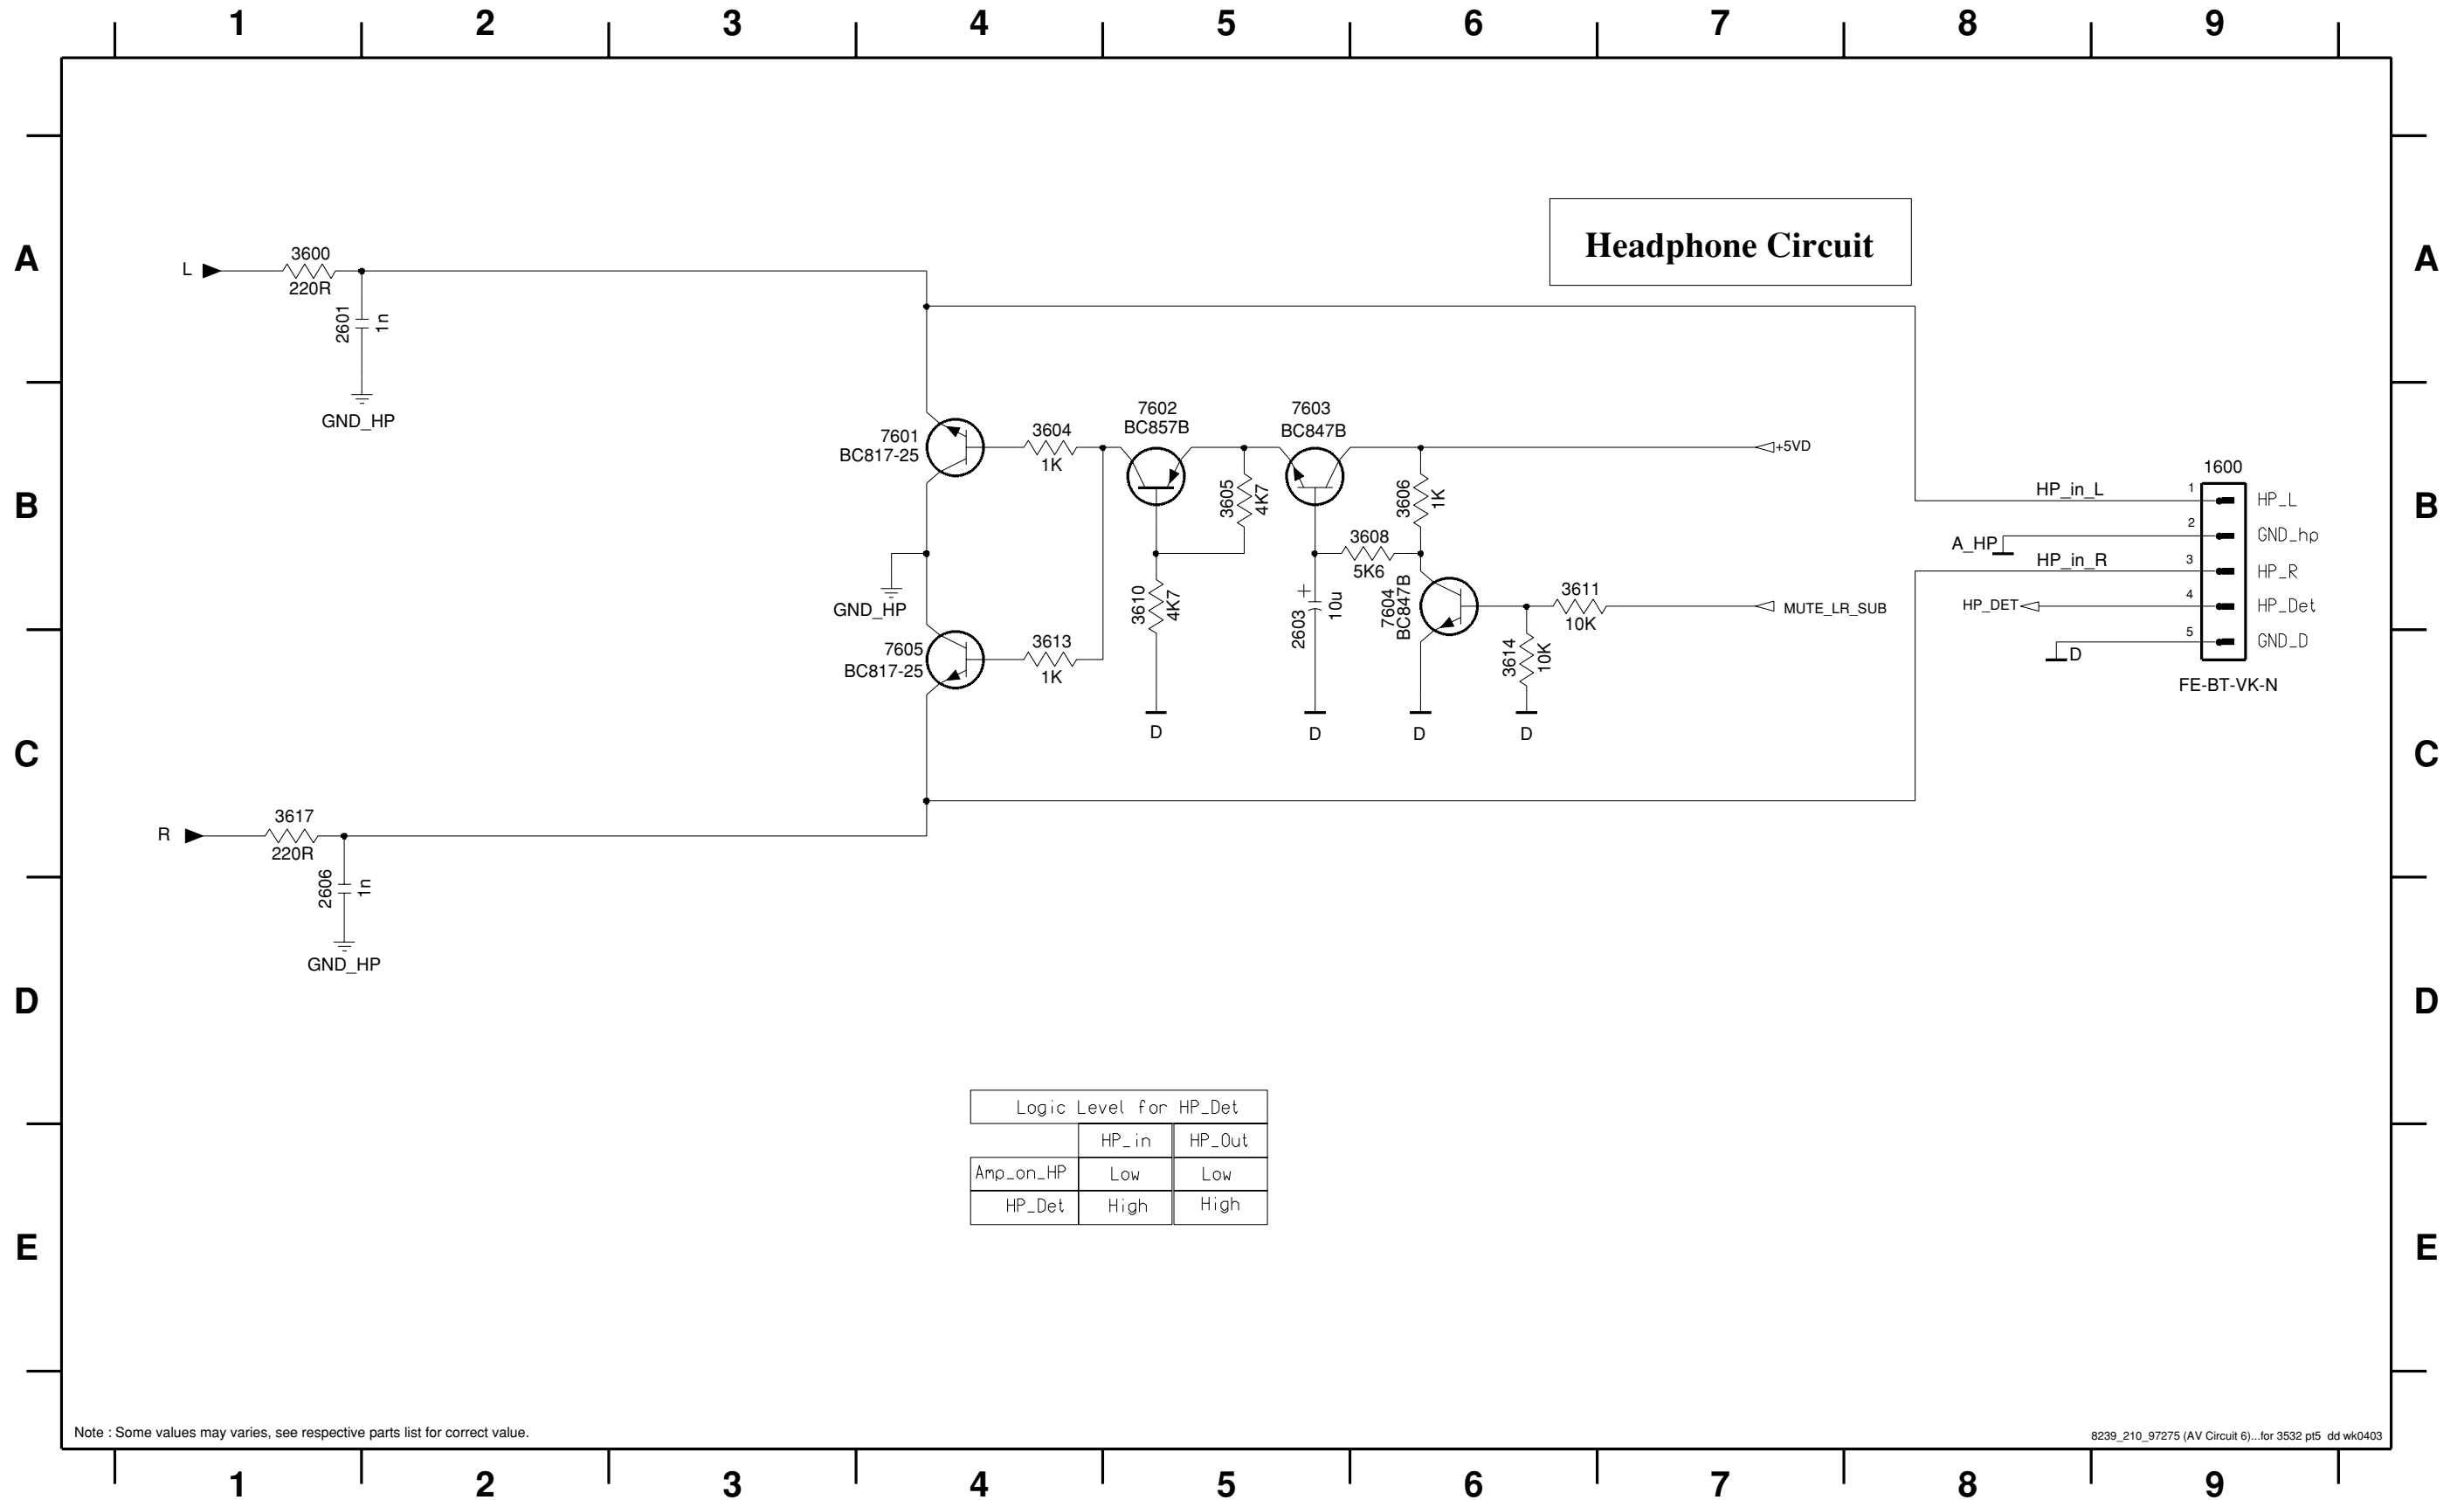 1 2 3 4 5 6 7 8 9
A A
Headphone Circuit
L
3600
220R
2601
1n
GND_HP
7601
BC817-25
3604
1K
7602
BC857B
7603
BC847B
+5VD
3605
4K7
3606
1K
B B
1600
HP_in_L
1 HP_L
2 GND_hp
A_HP
HP_in_R
3 HP_R
HP_DET
4 HP_Det
5 GND_D
D
FE-BT-VK-N
3608
5K6
GND_HP
3610
4K7
2603
10u
+
7604
BC847B
3611
10K
MUTE_LR_SUB
3614
10K
7605
BC817-25
3613
1K
D D D D
C C
R
3617
220R
2606
1n
GND_HP
D D
Logic Level for HP_Det
HP_in HP_Out
Amp_on_HP Low Low
HP_Det High High
E E
Note : Some values may varies, see respective parts list for correct value.
8239_210_97275 (AV Circuit 6)...for 3532 pt5 dd wk0403
1 2 3 4 5 6 7 8 9